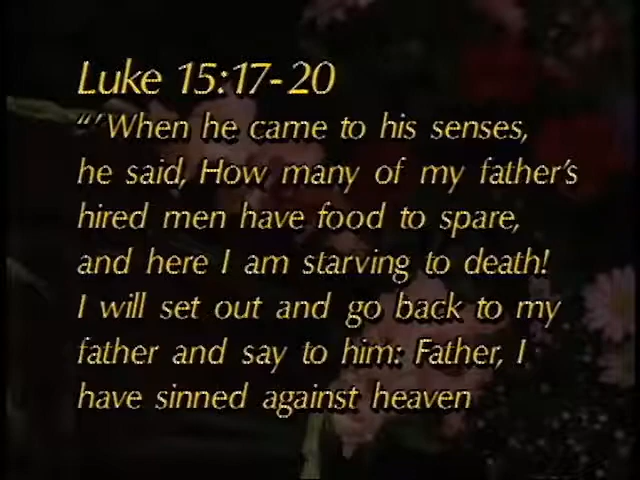 Luke 15:17-20
“‘When he came to his senses,
he said, How many of my father's
hired men have food to spare,
and here I am starving to death!
I will set out and go back to my
father and say to him: Father, I
have sinned against heaven